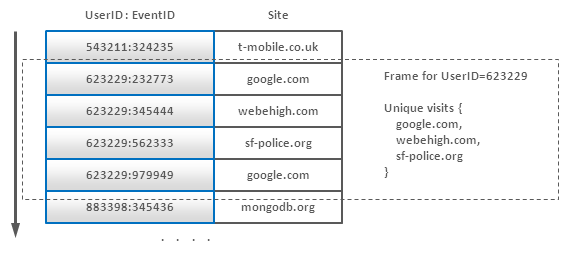 UserID : EventID Site
543211:324235 t-mobile.co.uk
623229:232773 google.com
623229:345444 webehigh.com
623229:562333 sf-police.org
623229:979949 google.com
883398:345436 mongodb.org
. . . .
Frame for UserID=623229
Unique visits {
google.com,
webehigh.com,
sf-police.org
}